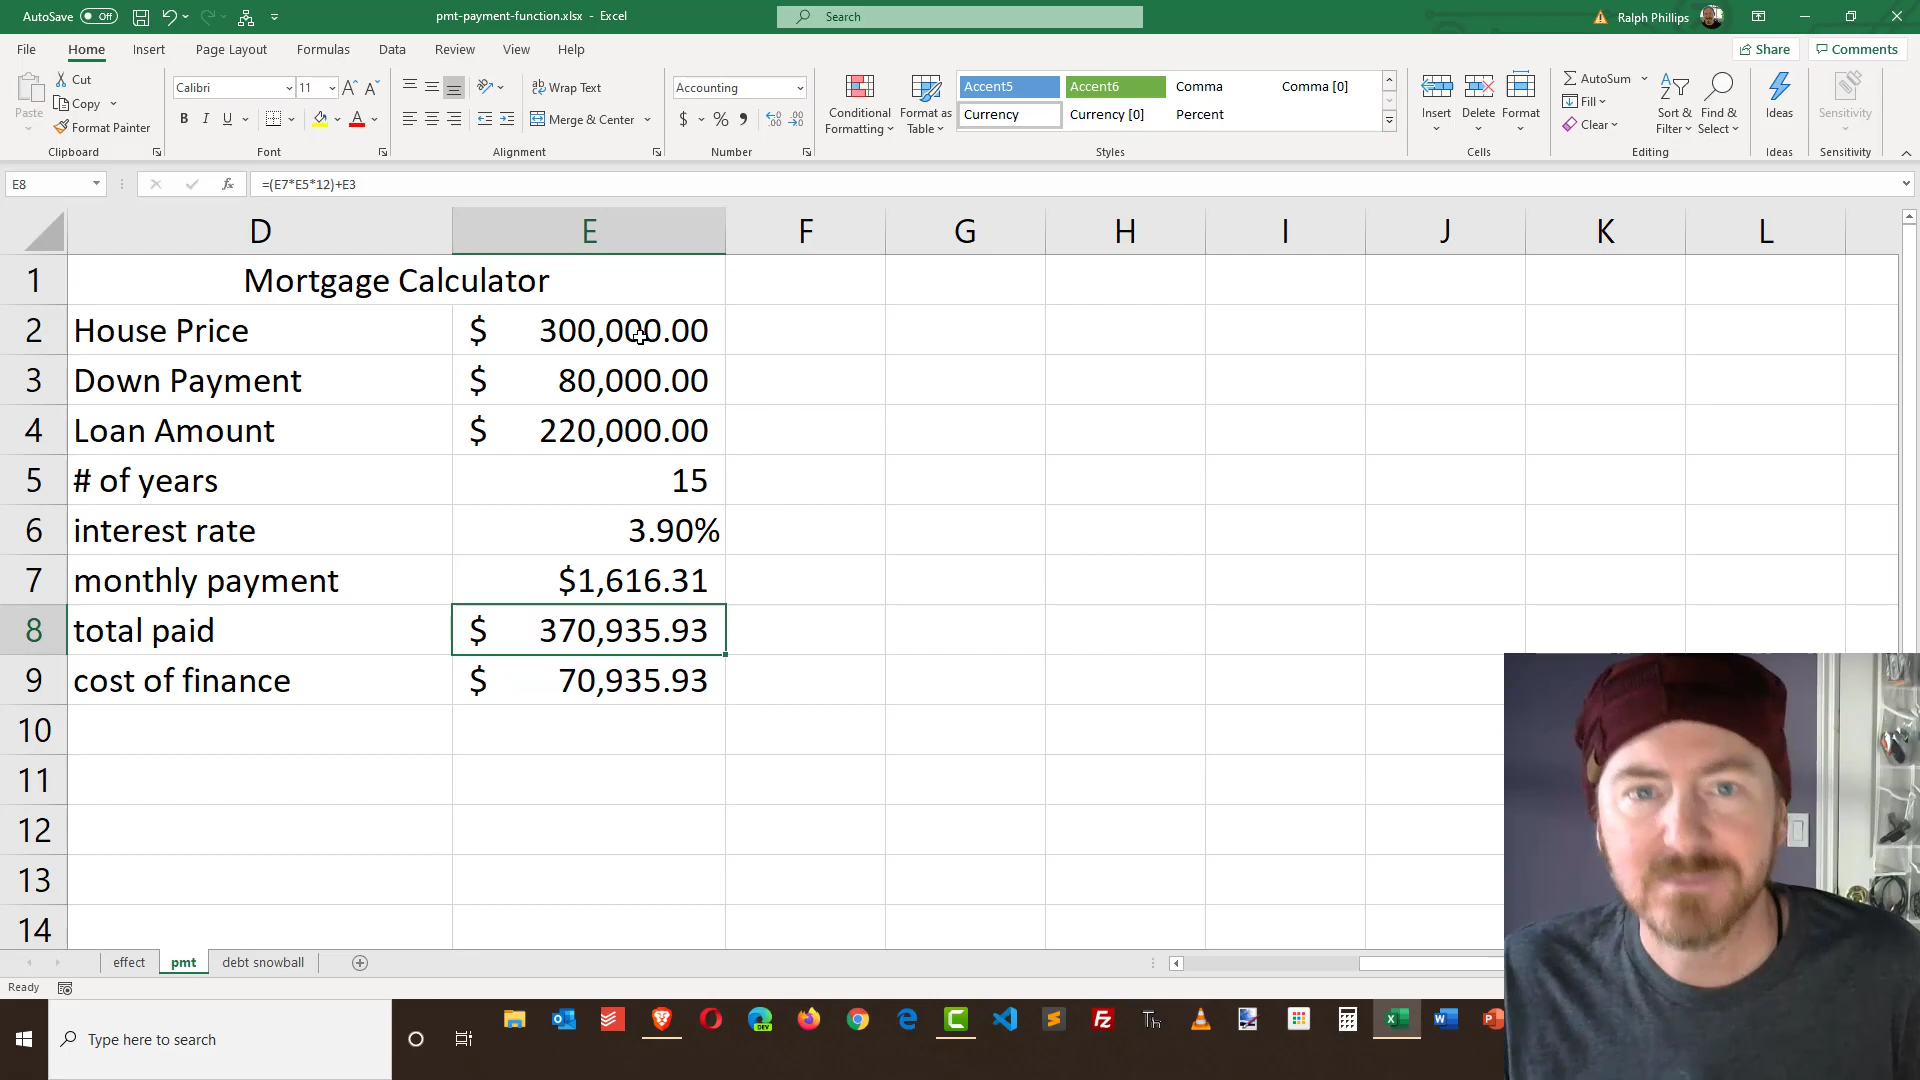 AutoSave Off pmt-payment-function.xlsx - Excel Search Ralph Phillips
File Home Insert Page Layout Formulas Data Review View Help Share Comments
Paste Cut Copy Format Painter Clipboard
Calibri 11 B I U A Font
Wrap Text Merge & Center Alignment
Accounting $ % Number
Conditional Formatting Format as Table
Accent5 Accent6 Comma Comma [0]
Currency Currency [0] Percent
Styles
Insert Delete Format Cells
AutoSum Fill Clear Sort & Filter Find & Select Editing
Ideas Ideas
Sensitivity Sensitivity
E8 fx =(E7*E5*12)+E3
D E F G H I J K L
1 Mortgage Calculator
2 House Price $ 300,000.00
3 Down Payment $ 80,000.00
4 Loan Amount $ 220,000.00
5 # of years 15
6 interest rate 3.90%
7 monthly payment $1,616.31
8 total paid $ 370,935.93
9 cost of finance $ 70,935.93
10
11
12
13
14
effect pmt debt snowball
Ready
Type here to search